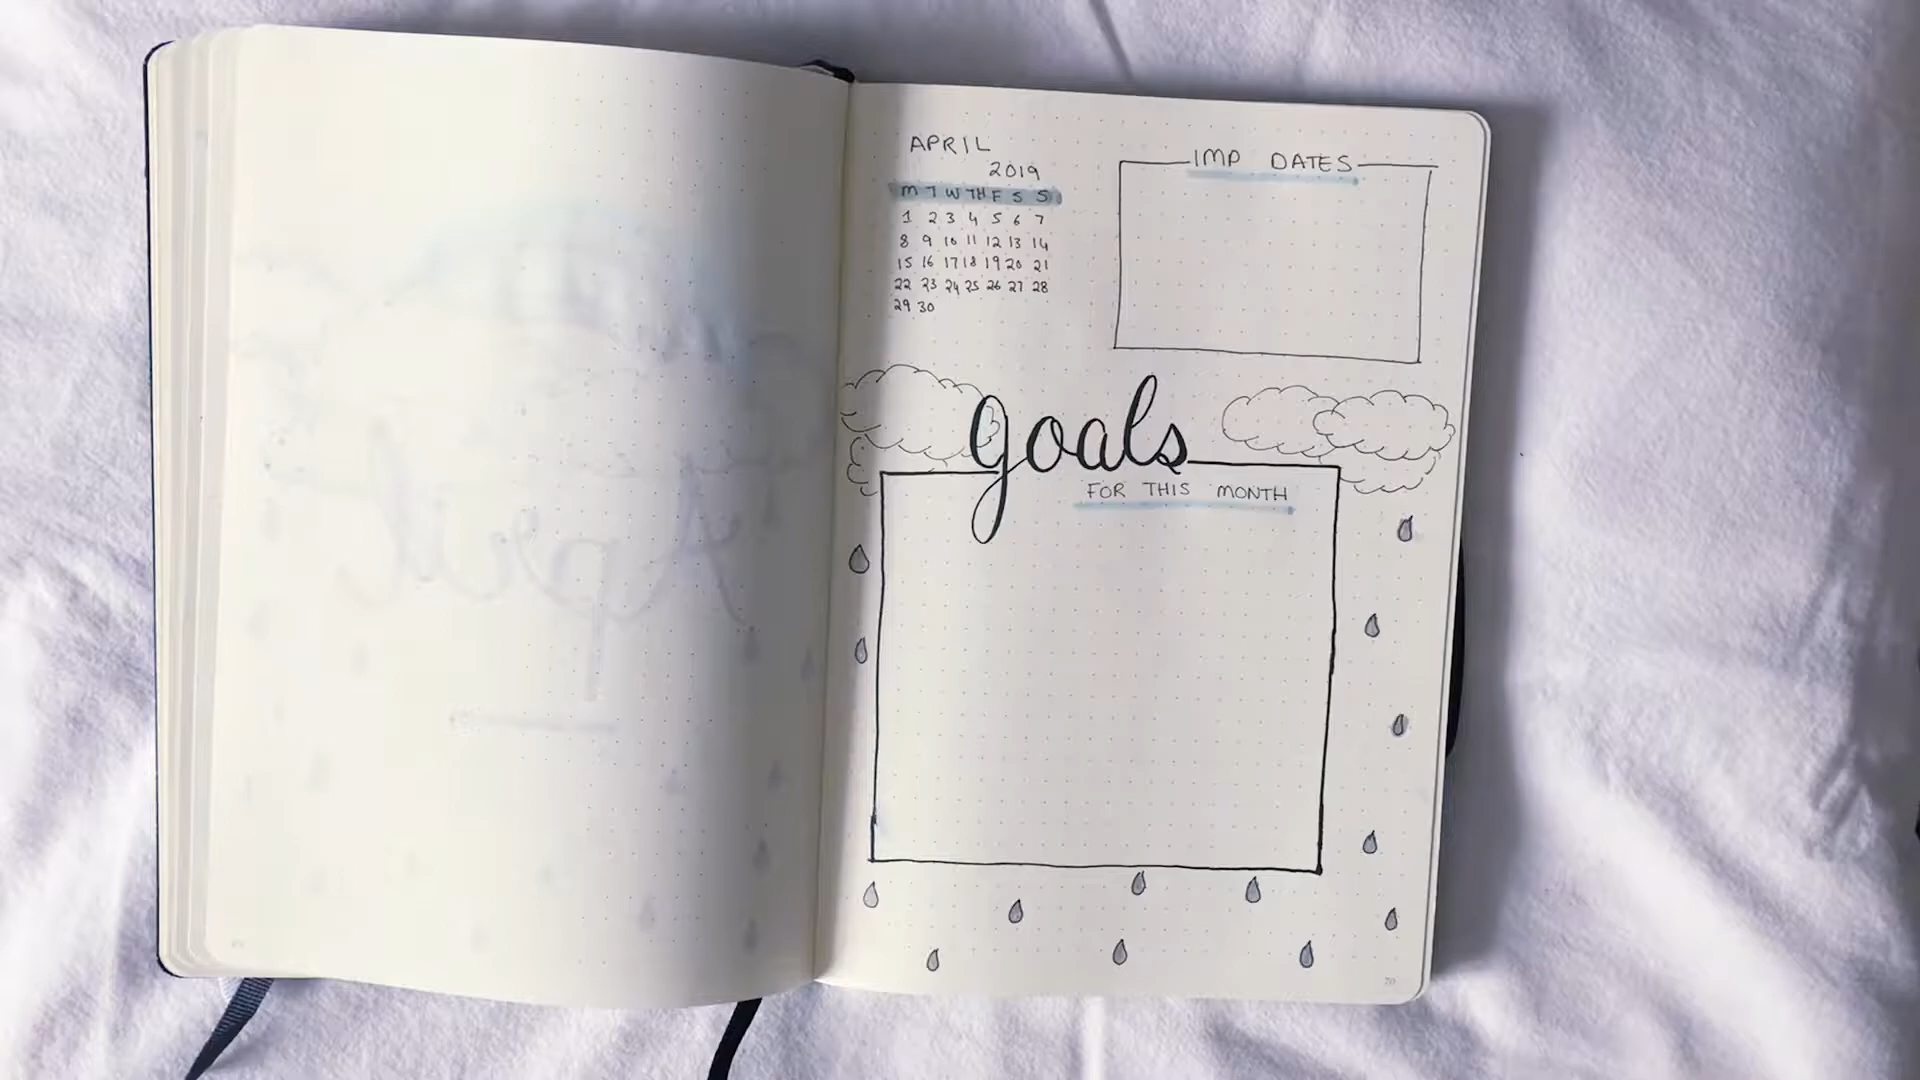 APRIL
2019
M T W TH F S S
1 2 3 4 5 6 7
8 9 10 11 12 13 14
15 16 17 18 19 20 21
22 23 24 25 26 27 28
29 30
IMP DATES
goals
FOR THIS MONTH
70
April